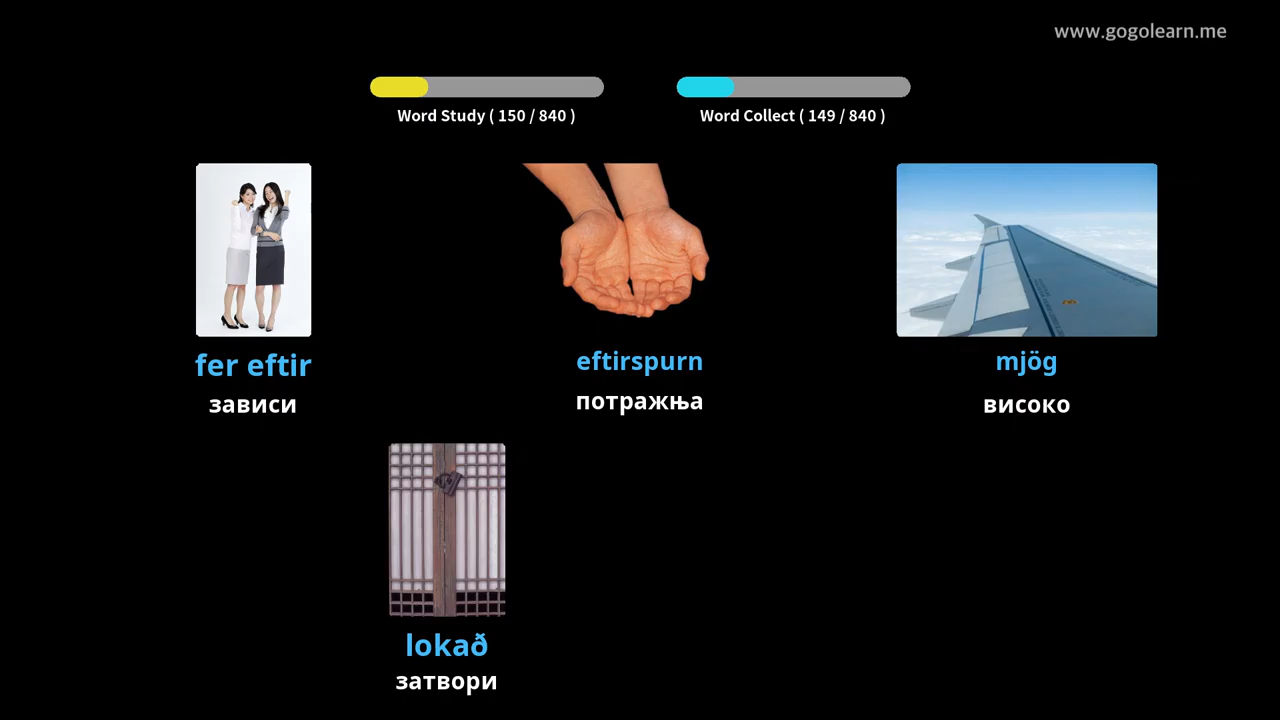 www.gogolearn.me
Word Study ( 150 / 840 )
Word Collect ( 149 / 840 )
fer eftir
зависи
eftirspurn
потражња
mjög
високо
lokað
затвори